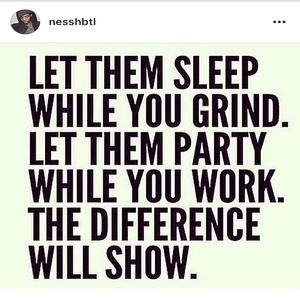 nesshbtl
LET THEM SLEEP
WHILE YOU GRIND.
LET THEM PARTY
WHILE YOU WORK.
THE DIFFERENCE
WILL SHOW.